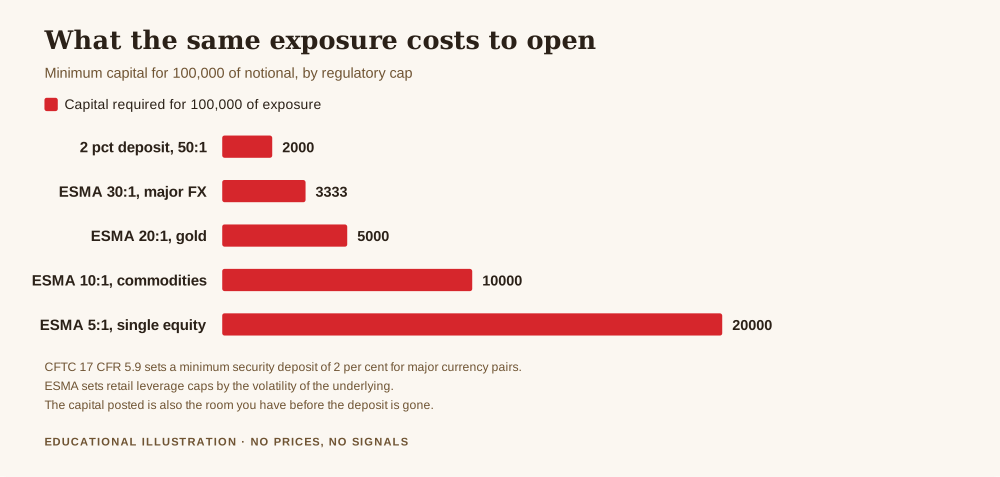 What the same exposure costs to open
Minimum capital for 100,000 of notional, by regulatory cap
Capital required for 100,000 of exposure
2 pct deposit, 50:1 2000
ESMA 30:1, major FX 3333
ESMA 20:1, gold 5000
ESMA 10:1, commodities 10000
ESMA 5:1, single equity 20000
CFTC 17 CFR 5.9 sets a minimum security deposit of 2 per cent for major currency pairs.
ESMA sets retail leverage caps by the volatility of the underlying.
The capital posted is also the room you have before the deposit is gone.
EDUCATIONAL ILLUSTRATION · NO PRICES, NO SIGNALS